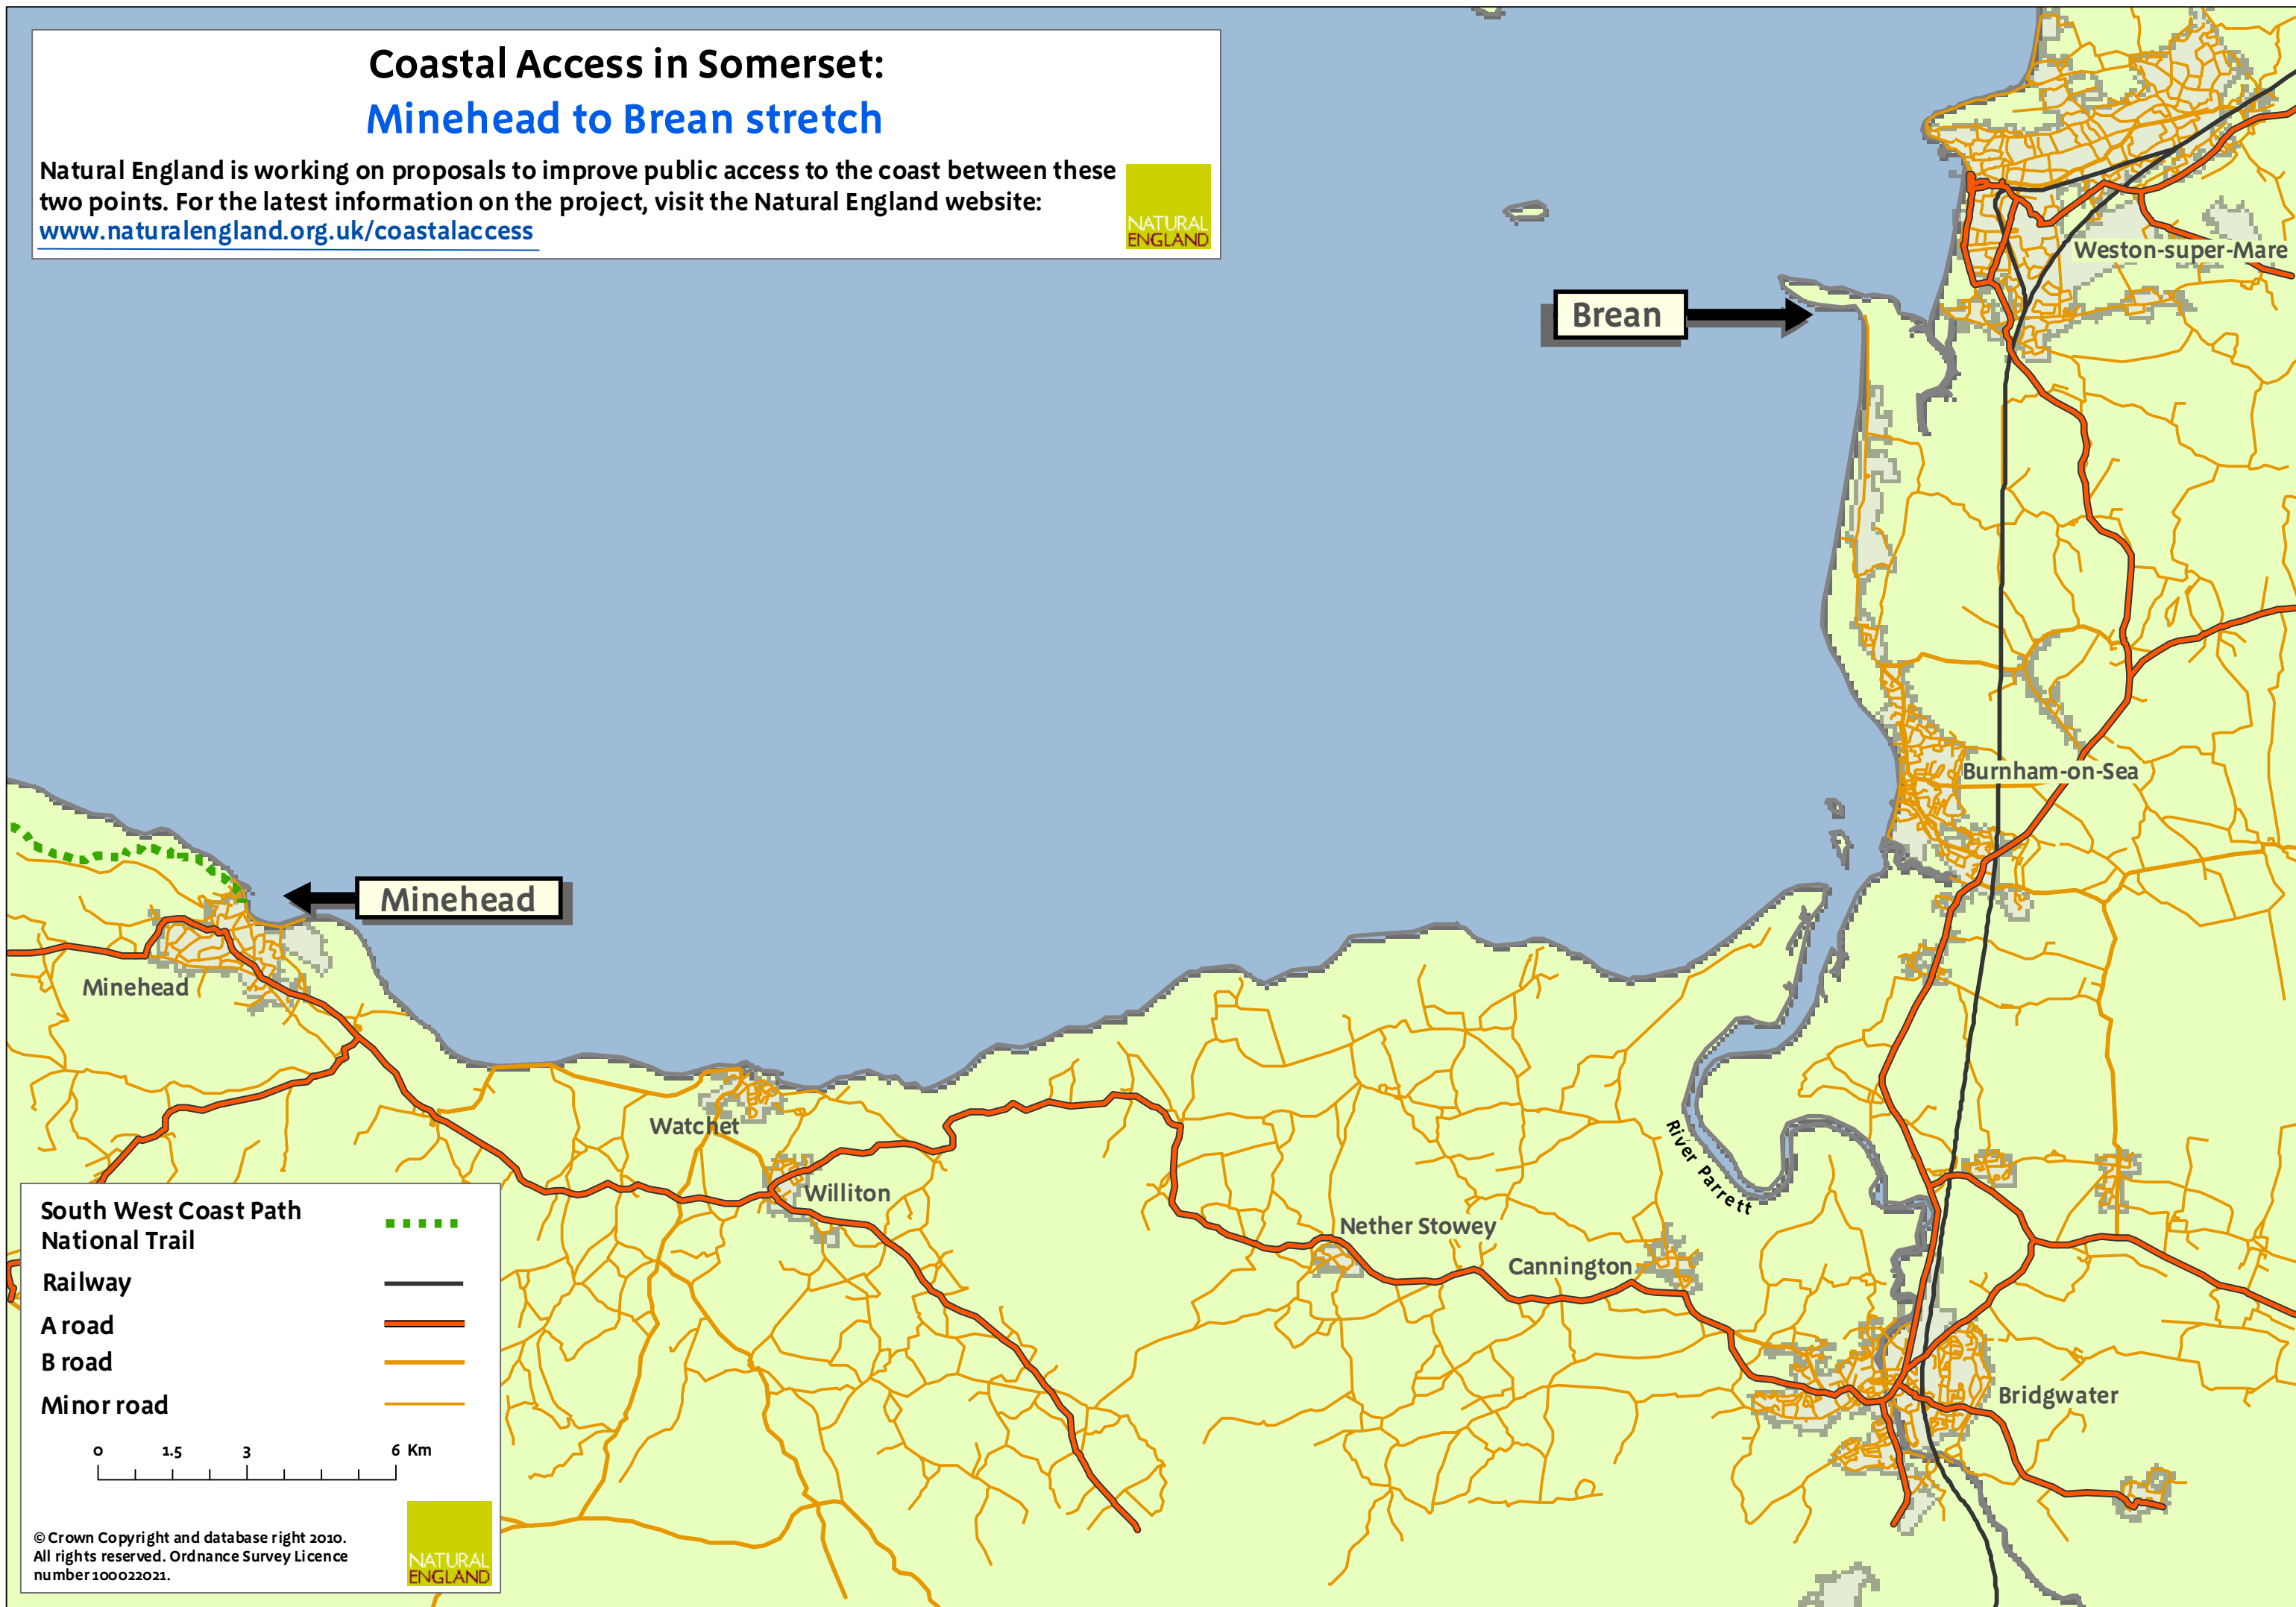 Coastal Access in Somerset:
Minehead to Brean stretch
Natural England is working on proposals to improve public access to the coast between these
two points. For the latest information on the project, visit the Natural England website:
www.naturalengland.org.uk/coastalaccess
NATURAL
ENGLAND
Weston-super-Mare
Brean
Burnham-on-Sea
Minehead
Minehead
Watchet
River Parrett
Williton
Nether Stowey
Cannington
Bridgwater
South West Coast Path
National Trail
Railway
A road
B road
Minor road
0 1.5 3 6 Km
© Crown Copyright and database right 2010.
All rights reserved. Ordnance Survey Licence
number 100022021.
NATURAL
ENGLAND